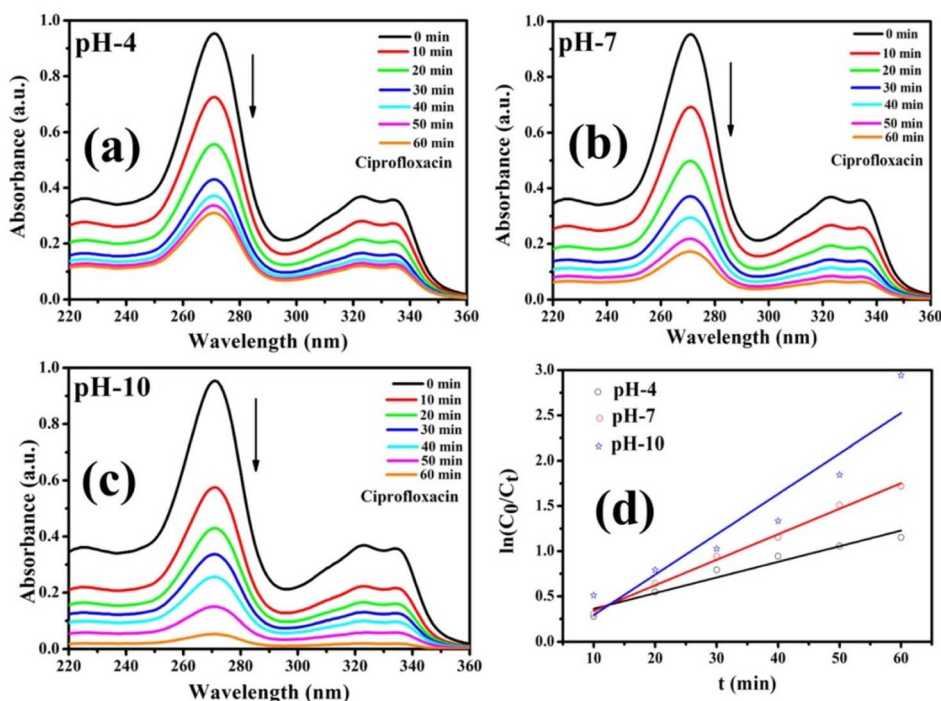 pH-4
(a)
0 min
10 min
20 min
30 min
40 min
50 min
60 min
Ciprofloxacin
Absorbance (a.u.)
1.0
0.8
0.6
0.4
0.2
0.0
220 240 260 280 300 320 340 360
Wavelength (nm)
pH-7
(b)
0 min
10 min
20 min
30 min
40 min
50 min
60 min
Ciprofloxacin
Absorbance (a.u.)
1.0
0.8
0.6
0.4
0.2
0.0
220 240 260 280 300 320 340 360
Wavelength (nm)
pH-10
(c)
0 min
10 min
20 min
30 min
40 min
50 min
60 min
Ciprofloxacin
Absorbance (a.u.)
1.0
0.8
0.6
0.4
0.2
0.0
220 240 260 280 300 320 340 360
Wavelength (nm)
pH-4
pH-7
pH-10
(d)
ln(C₀/Cₜ)
3.0
2.5
2.0
1.5
1.0
0.5
0.0
10 20 30 40 50 60
t (min)